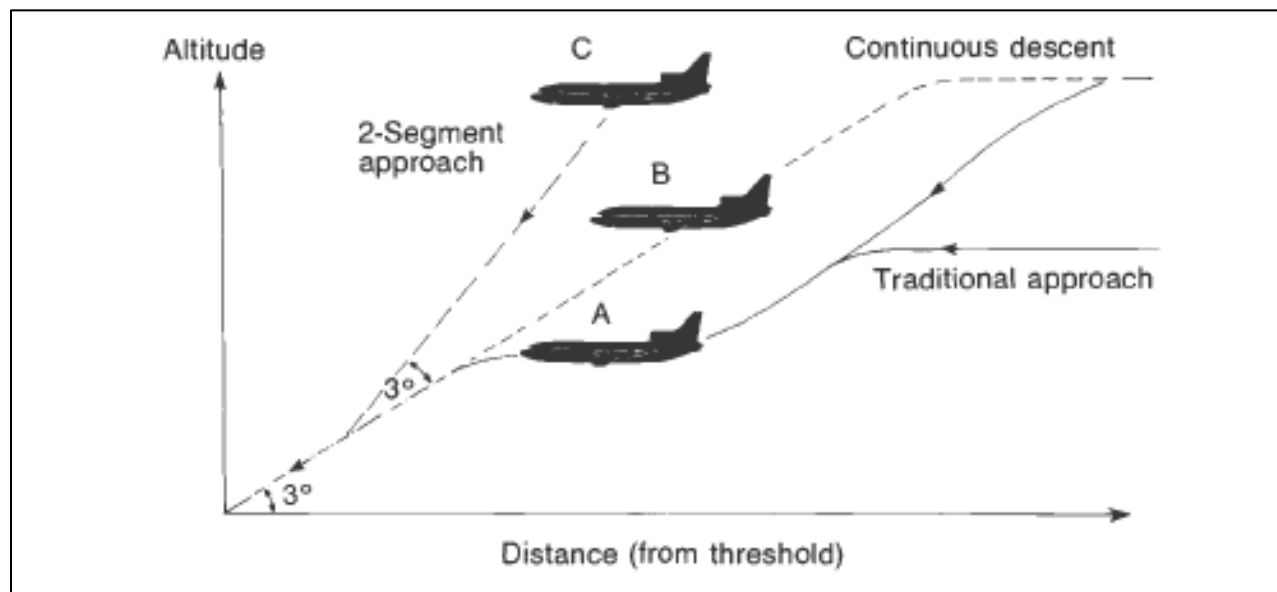 Altitude
C
Continuous descent
2-Segment
approach
B
Traditional approach
A
3°
3°
Distance (from threshold)